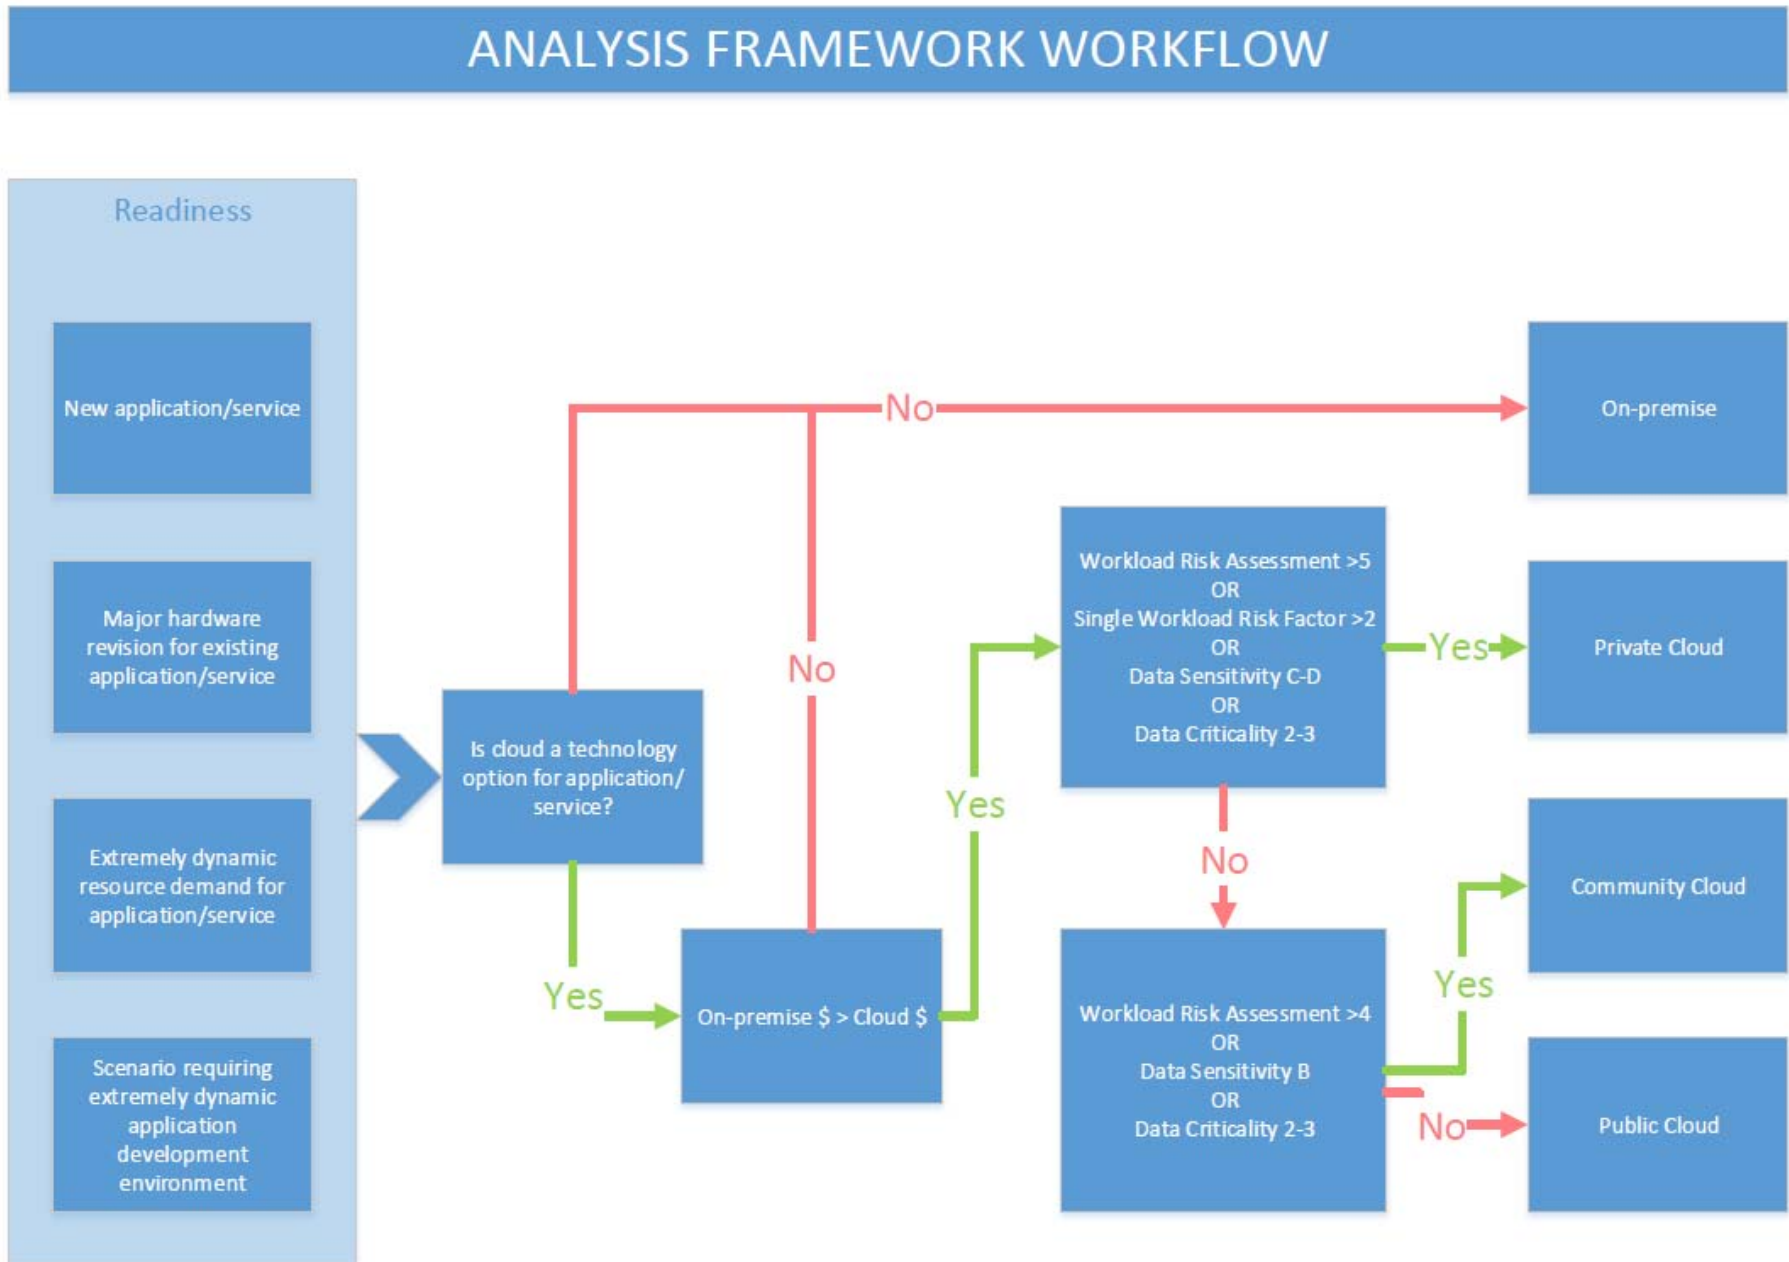 ANALYSIS FRAMEWORK WORKFLOW
Readiness
New application/service
Major hardware
revision for existing
application/service
Extremely dynamic
resource demand for
application/service
Scenario requiring
extremely dynamic
application
development
environment
Is cloud a technology
option for application/
service?
No
Yes
No
On-premise $ > Cloud $
Yes
Workload Risk Assessment >5
OR
Single Workload Risk Factor >2
OR
Data Sensitivity C-D
OR
Data Criticality 2-3
Yes
No
Workload Risk Assessment >4
OR
Data Sensitivity B
OR
Data Criticality 2-3
Yes
No
On-premise
Private Cloud
Community Cloud
Public Cloud